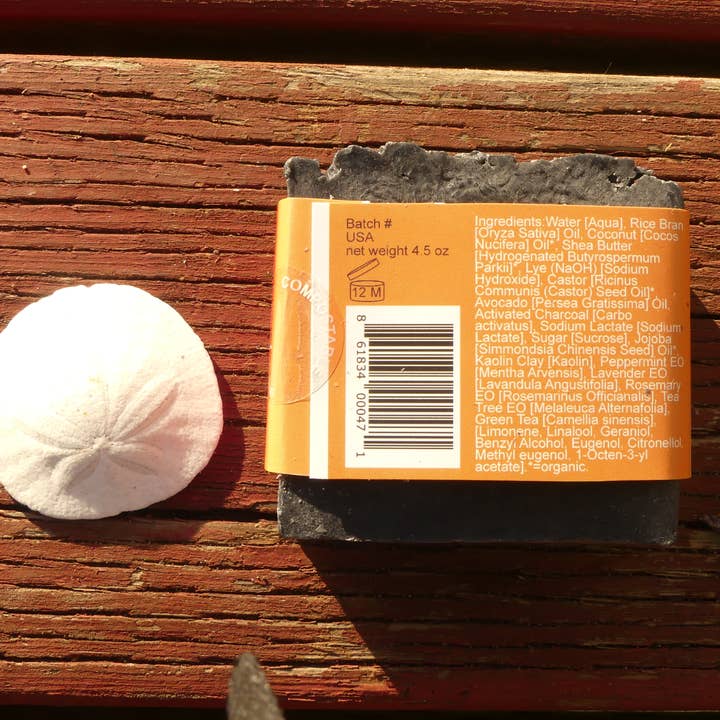 Batch #
USA
net weight 4.5 oz
12 M
8 61834 00047 1
Ingredients:Water [Aqua], Rice Bran
[Oryza Sativa] Oil, Coconut [Cocos
Nucifera] Oil*, Shea Butter
[Hydrogenated Butyrospermum
Parkii]*, Lye (NaOH) [Sodium
Hydroxide], Castor [Ricinus
Communis (Castor) Seed Oil]*,
Avocado [Persea Gratissima] Oil,
Activated Charcoal [Carbo
activatus], Sodium Lactate [Sodium
Lactate], Sugar [Sucrose], Jojoba
[Simmondsia Chinensis Seed] Oil*,
Kaolin Clay [Kaolin], Peppermint EO
[Mentha Arvensis], Lavender EO
[Lavandula Angustifolia], Rosemary
EO [Rosemarinus Officianalis], Tea
Tree EO [Melaleuca Alternafolia],
Green Tea [Camellia sinensis],
[Limonene, Linalool, Geraniol,
Benzyl Alcohol, Eugenol, Citronellol,
Methyl eugenol, 1-Octen-3-yl
acetate].*=organic.